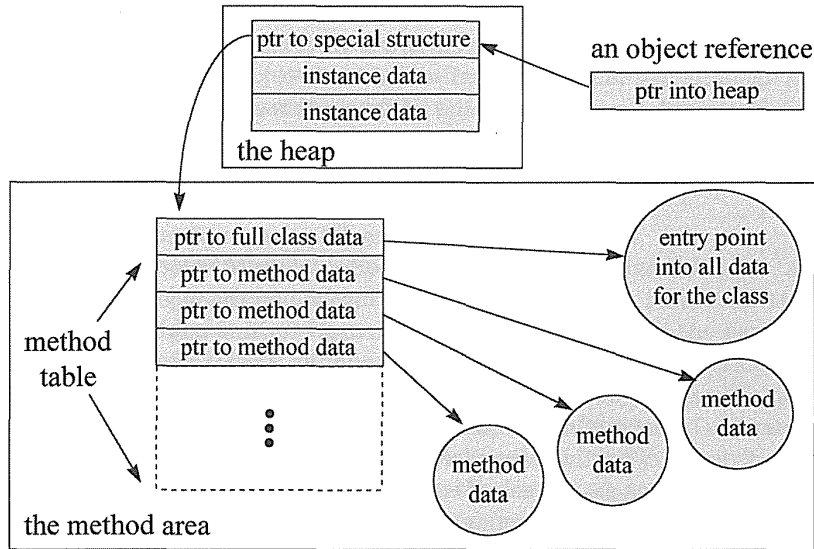 ptr to special structure
instance data
instance data
the heap
an object reference
ptr into heap
ptr to full class data
ptr to method data
ptr to method data
ptr to method data
method
table
entry point
into all data
for the class
method
data
method
data
method
data
the method area